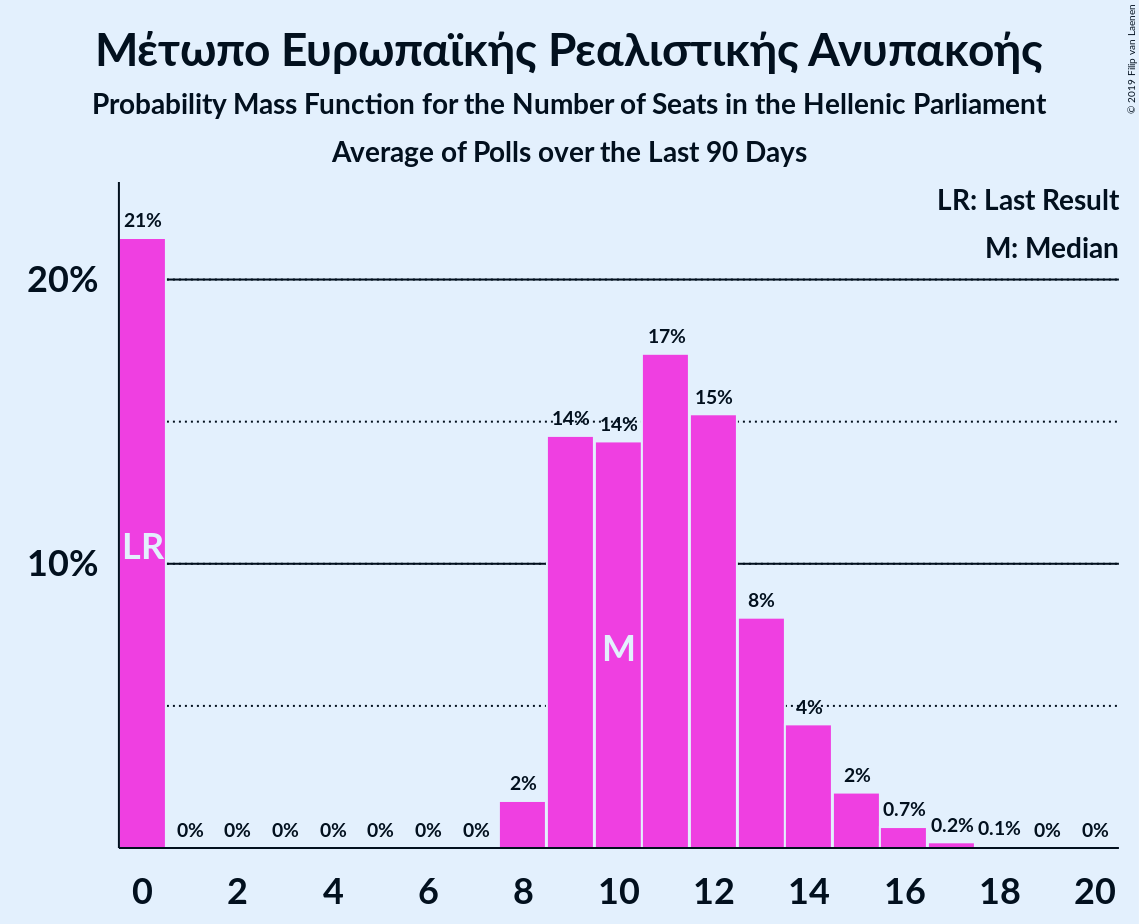 Μέτωπο Ευρωπαϊκής Ρεαλιστικής Ανυπακοής
Probability Mass Function for the Number of Seats in the Hellenic Parliament
Average of Polls over the Last 90 Days
© 2019 Filip van Laenen
LR: Last Result
M: Median
21%
20%
17%
15%
14% 14%
LR
10%
8%
M
4%
2% 2%
0% 0% 0% 0% 0% 0% 0% 0.7% 0.2% 0.1% 0% 0%
0 2 4 6 8 10 12 14 16 18 20